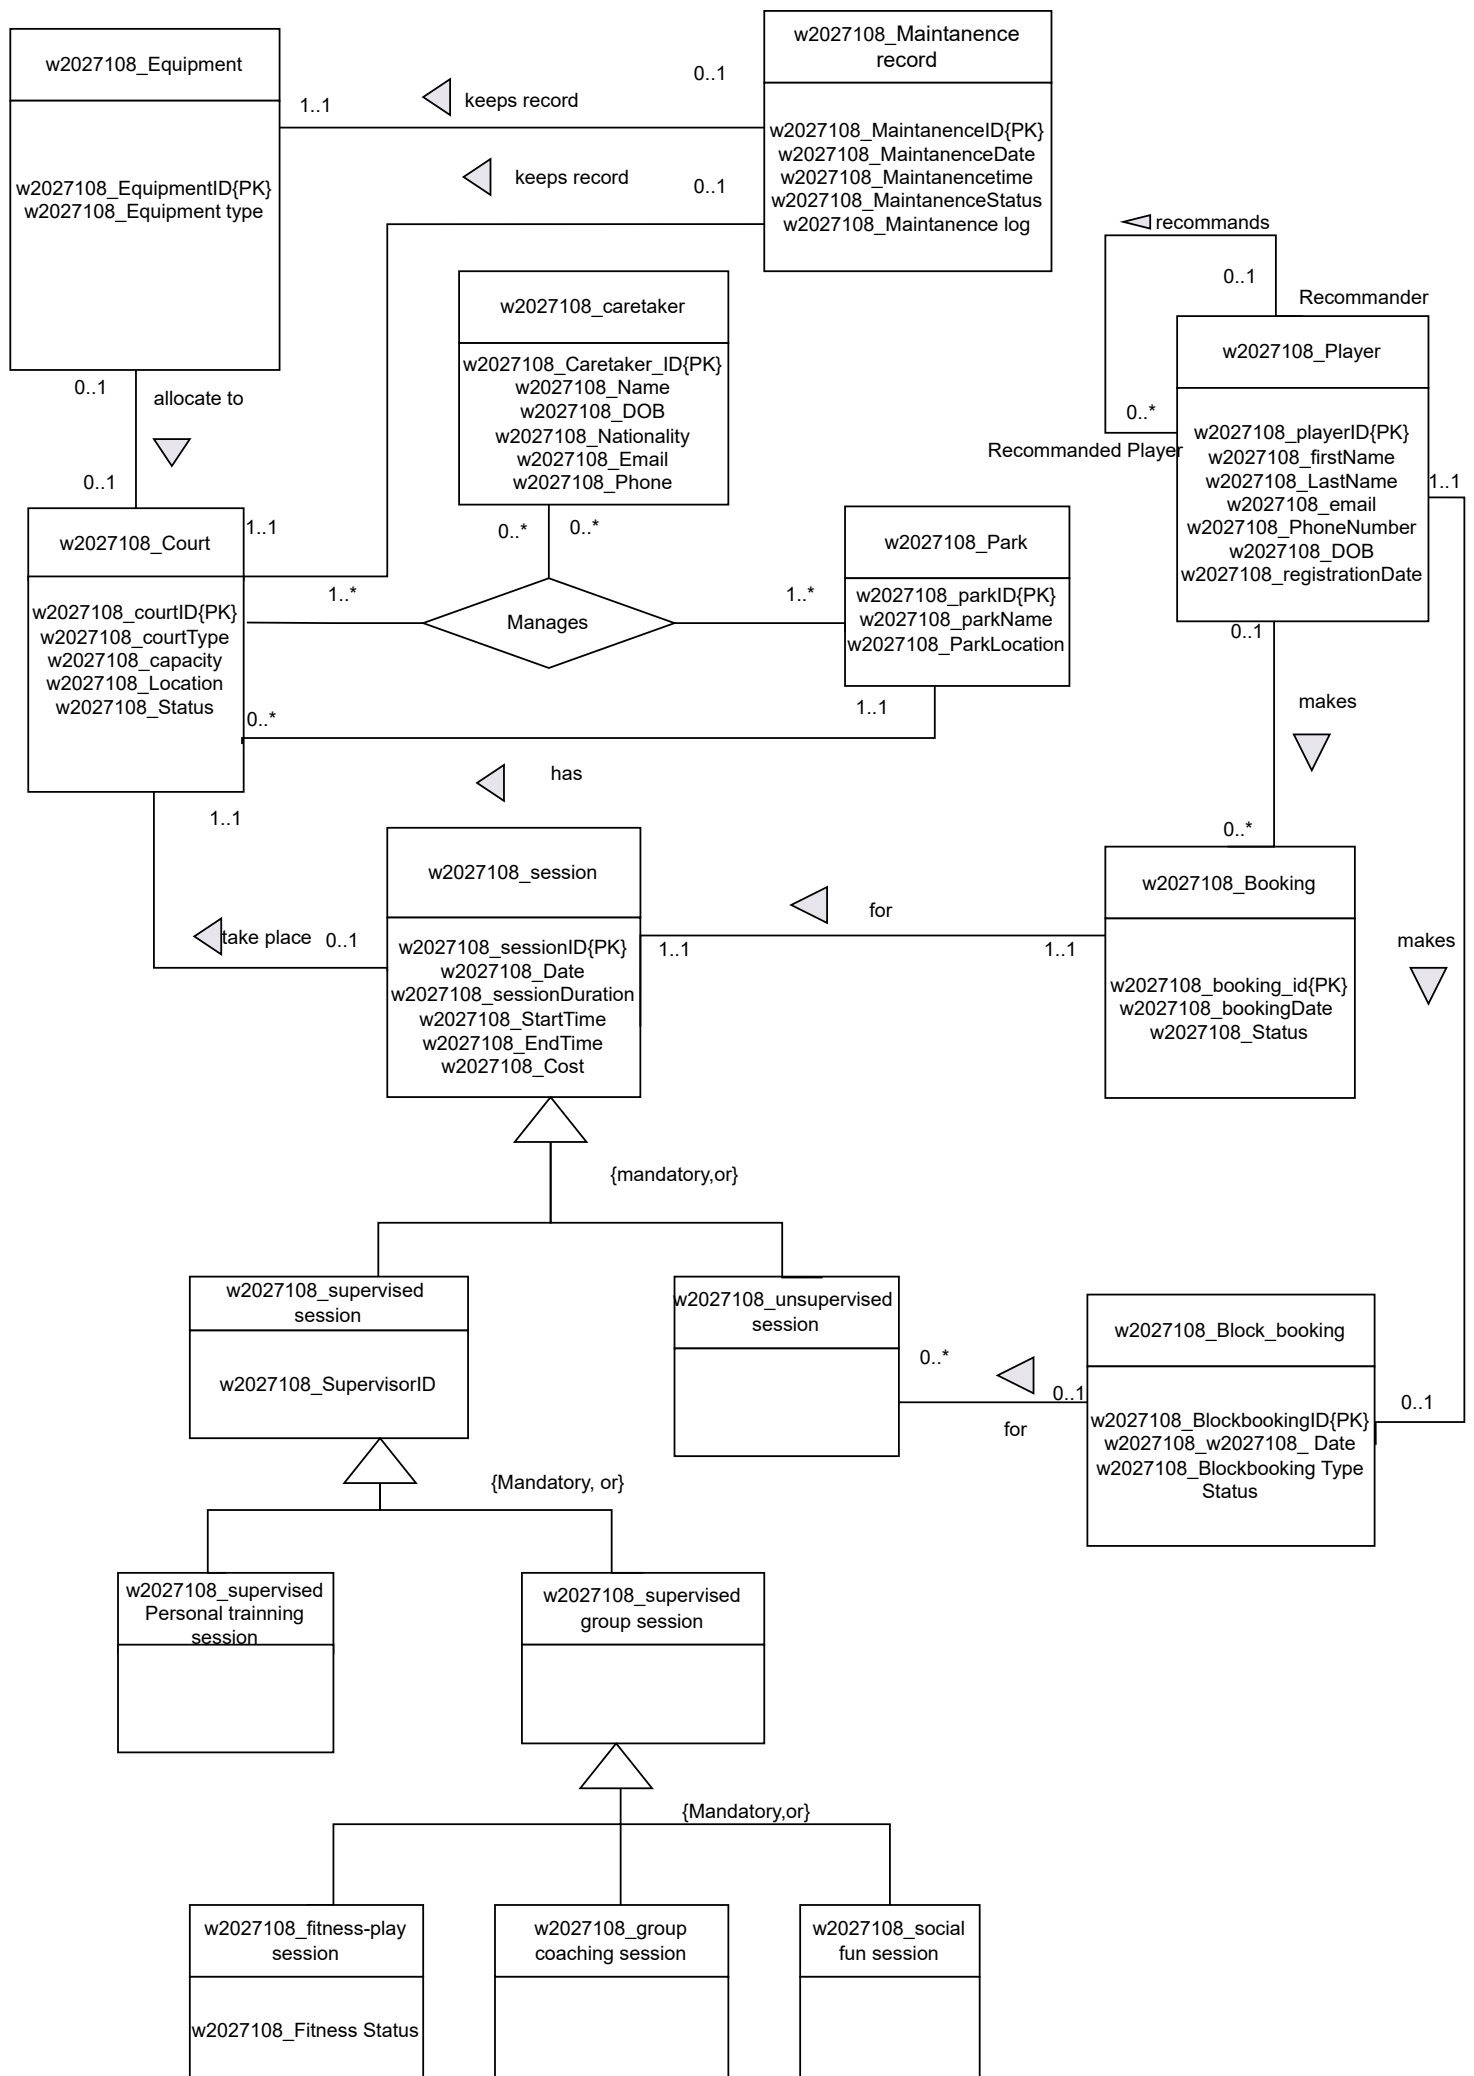 w2027108_Equipment
w2027108_EquipmentID{PK}
w2027108_Equipment type
1..1
keeps record
0..1
w2027108_Maintanence
record
w2027108_MaintanenceID{PK}
w2027108_MaintanenceDate
w2027108_Maintanencetime
w2027108_MaintanenceStatus
w2027108_Maintanence log
keeps record
0..1
recommands
0..1
Recommander
0..*
Recommanded Player
w2027108_Player
w2027108_playerID{PK}
w2027108_firstName
w2027108_LastName
w2027108_email
w2027108_PhoneNumber
w2027108_DOB
w2027108_registrationDate
1..1
w2027108_caretaker
w2027108_Caretaker_ID{PK}
w2027108_Name
w2027108_DOB
w2027108_Nationality
w2027108_Email
w2027108_Phone
0..1
allocate to
0..1
w2027108_Court
w2027108_courtID{PK}
w2027108_courtType
w2027108_capacity
w2027108_Location
w2027108_Status
1..1
0..*
0..*
1..*
Manages
1..*
w2027108_Park
w2027108_parkID{PK}
w2027108_parkName
w2027108_ParkLocation
0..*
1..1
has
0..1
makes
0..*
1..1
take place
0..1
w2027108_session
w2027108_sessionID{PK}
w2027108_Date
w2027108_sessionDuration
w2027108_StartTime
w2027108_EndTime
w2027108_Cost
for
1..1
1..1
w2027108_Booking
w2027108_booking_id{PK}
w2027108_bookingDate
w2027108_Status
makes
{mandatory,or}
w2027108_supervised
session
w2027108_SupervisorID
w2027108_unsupervised
session
0..*
0..1
for
w2027108_Block_booking
w2027108_BlockbookingID{PK}
w2027108_w2027108_ Date
w2027108_Blockbooking Type
Status
0..1
{Mandatory, or}
w2027108_supervised
Personal trainning
session
w2027108_supervised
group session
{Mandatory,or}
w2027108_fitness-play
session
w2027108_Fitness Status
w2027108_group
coaching session
w2027108_social
fun session